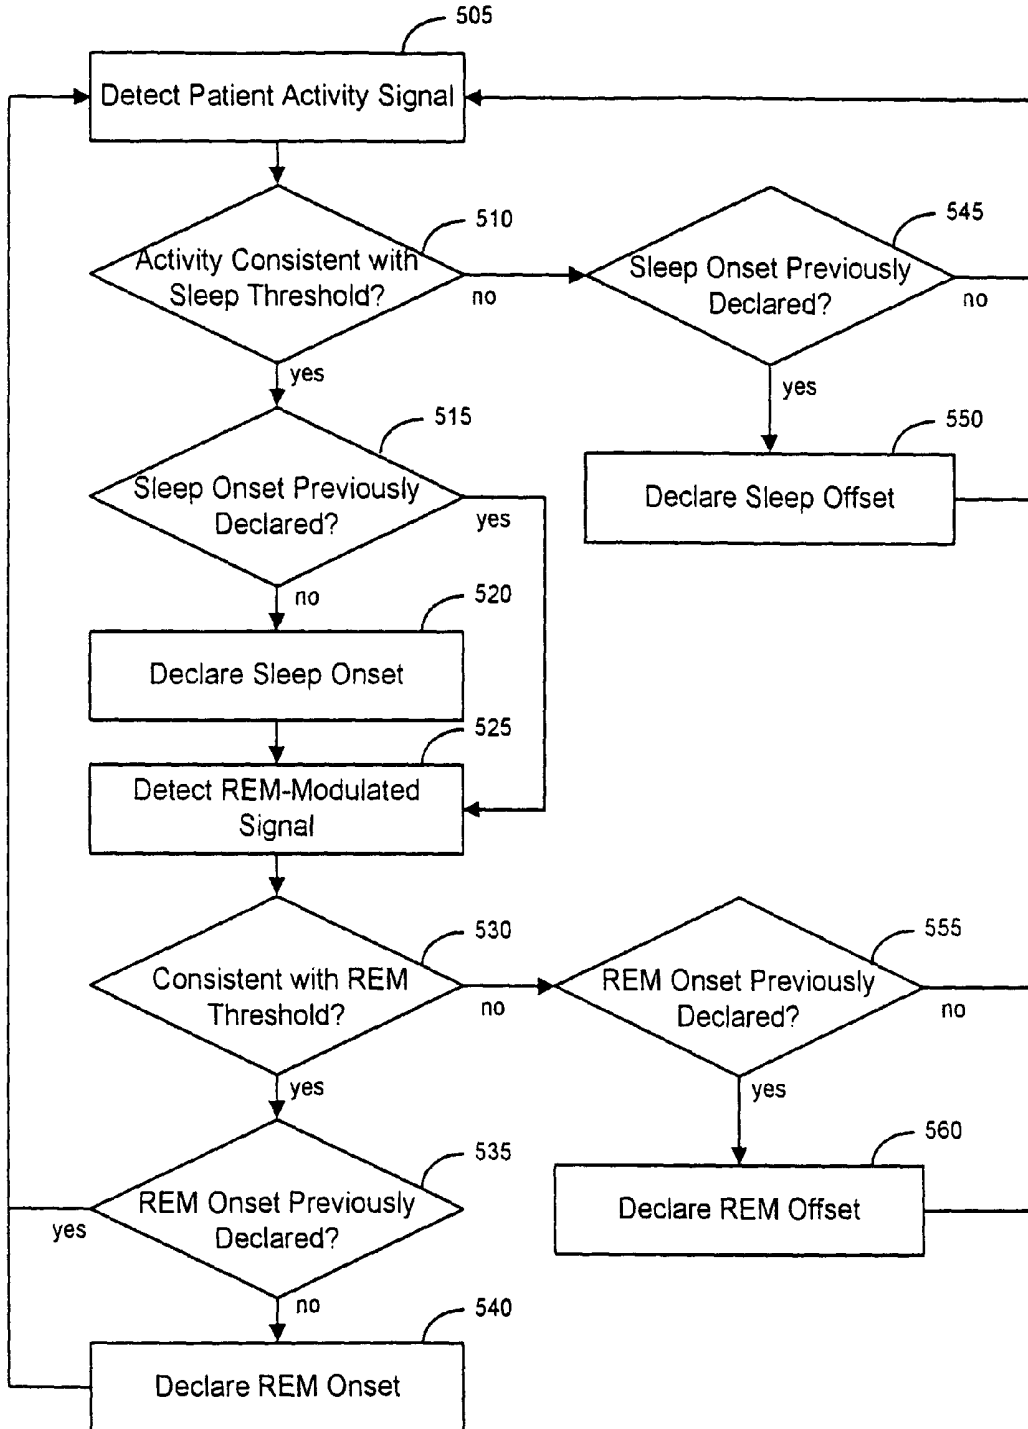 505
Detect Patient Activity Signal
510
Activity Consistent with
Sleep Threshold?
no
yes
545
Sleep Onset Previously
Declared?
no
yes
515
Sleep Onset Previously
Declared?
yes
no
550
Declare Sleep Offset
520
Declare Sleep Onset
525
Detect REM-Modulated
Signal
530
Consistent with REM
Threshold?
no
yes
555
REM Onset Previously
Declared?
no
yes
535
REM Onset Previously
Declared?
yes
no
560
Declare REM Offset
540
Declare REM Onset